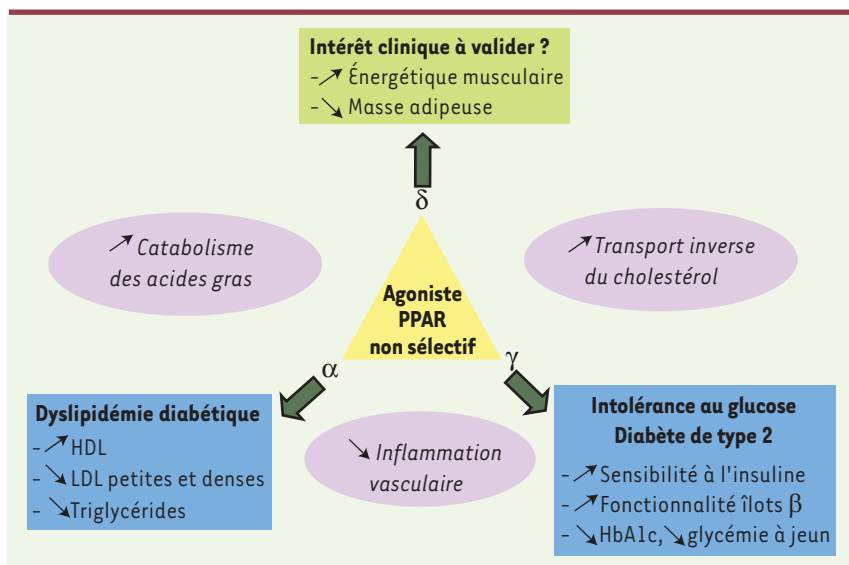 Intérêt clinique à valider ?
-↗ Énergétique musculaire
-↘ Masse adipeuse
δ
↗ Catabolisme
des acides gras
↗ Transport inverse
du cholestérol
Agoniste
PPAR
non sélectif
α
γ
Dyslipidémie diabétique
-↗ HDL
-↘ LDL petites et denses
-↘Triglycérides
↘ Inflammation
vasculaire
Intolérance au glucose
Diabète de type 2
-↗ Sensibilité à l'insuline
-↗ Fonctionnalité îlots β
-↘ HbA1c, ↘ glycémie à jeun